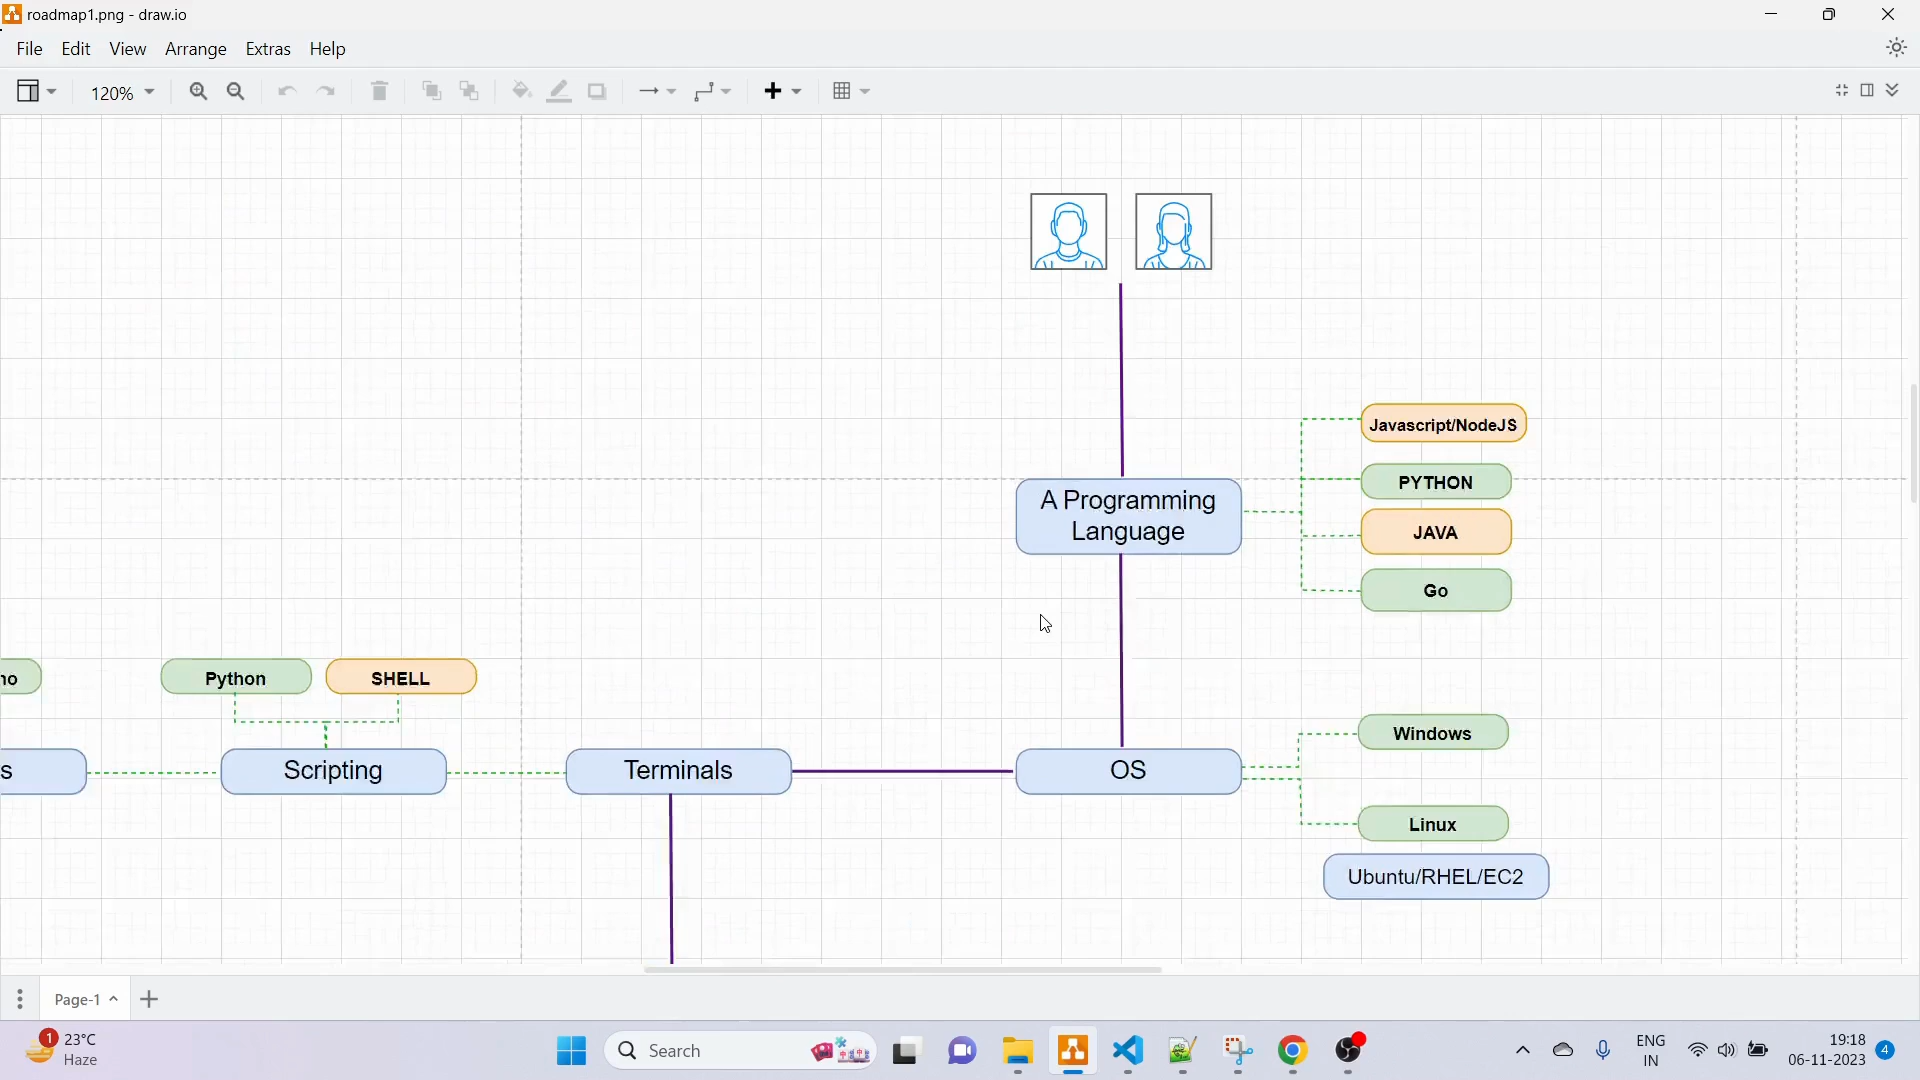 roadmap1.png - draw.io
File Edit View Arrange Extras Help
120%
Javascript/NodeJS
A Programming
Language
PYTHON
JAVA
Go
Python
SHELL
Scripting
Terminals
OS
Windows
Linux
Ubuntu/RHEL/EC2
Page-1
1
23°C
Haze
Search
ENG
IN
19:18
06-11-2023
4